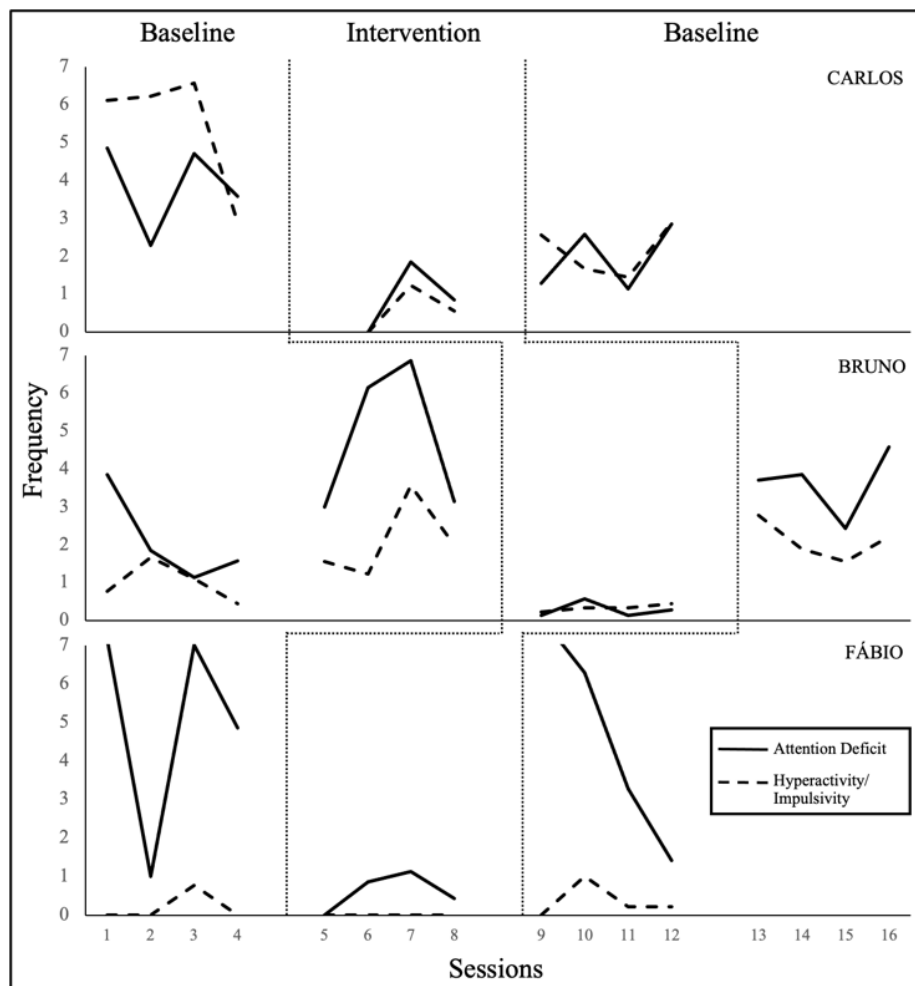 Baseline Intervention Baseline
7
6
5
4
3
2
1
0
CARLOS
7
6
5
4
3
2
1
0
BRUNO
7
6
5
4
3
2
1
0
FÁBIO
Frequency
Attention Deficit
Hyperactivity/
Impulsivity
1 2 3 4 5 6 7 8 9 10 11 12 13 14 15 16
Sessions